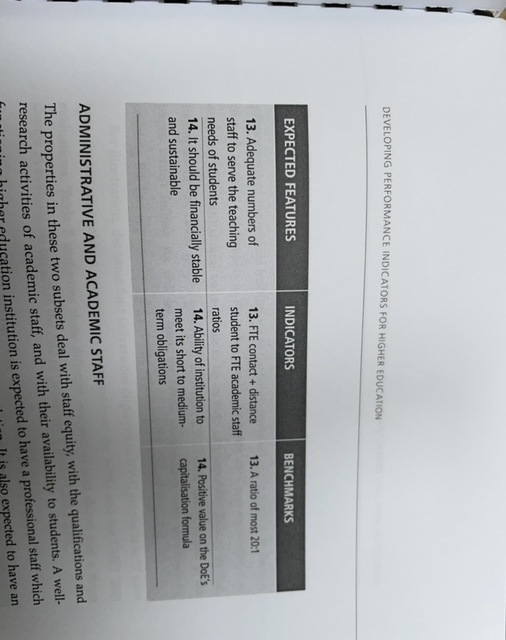 DEVELOPING PERFORMANCE INDICATORS FOR HIGHER EDUCATION
EXPECTED FEATURES
INDICATORS
BENCHMARKS
13. Adequate numbers of
staff to serve the teaching
needs of students
13. FTE contact + distance
student to FTE academic staff
ratios
13. A ratio of most 20:1
14. It should be financially stable
and sustainable
14. Ability of institution to
meet its short to medium-
term obligations
14. Positive value on the DoE's
capitalisation formula
ADMINISTRATIVE AND ACADEMIC STAFF
The properties in these two subsets deal with staff equity, with the qualifications and
research activities of academic staff, and with their availability to students. A well-
functioning higher education institution is expected to have a professional staff which
It is also expected to have an